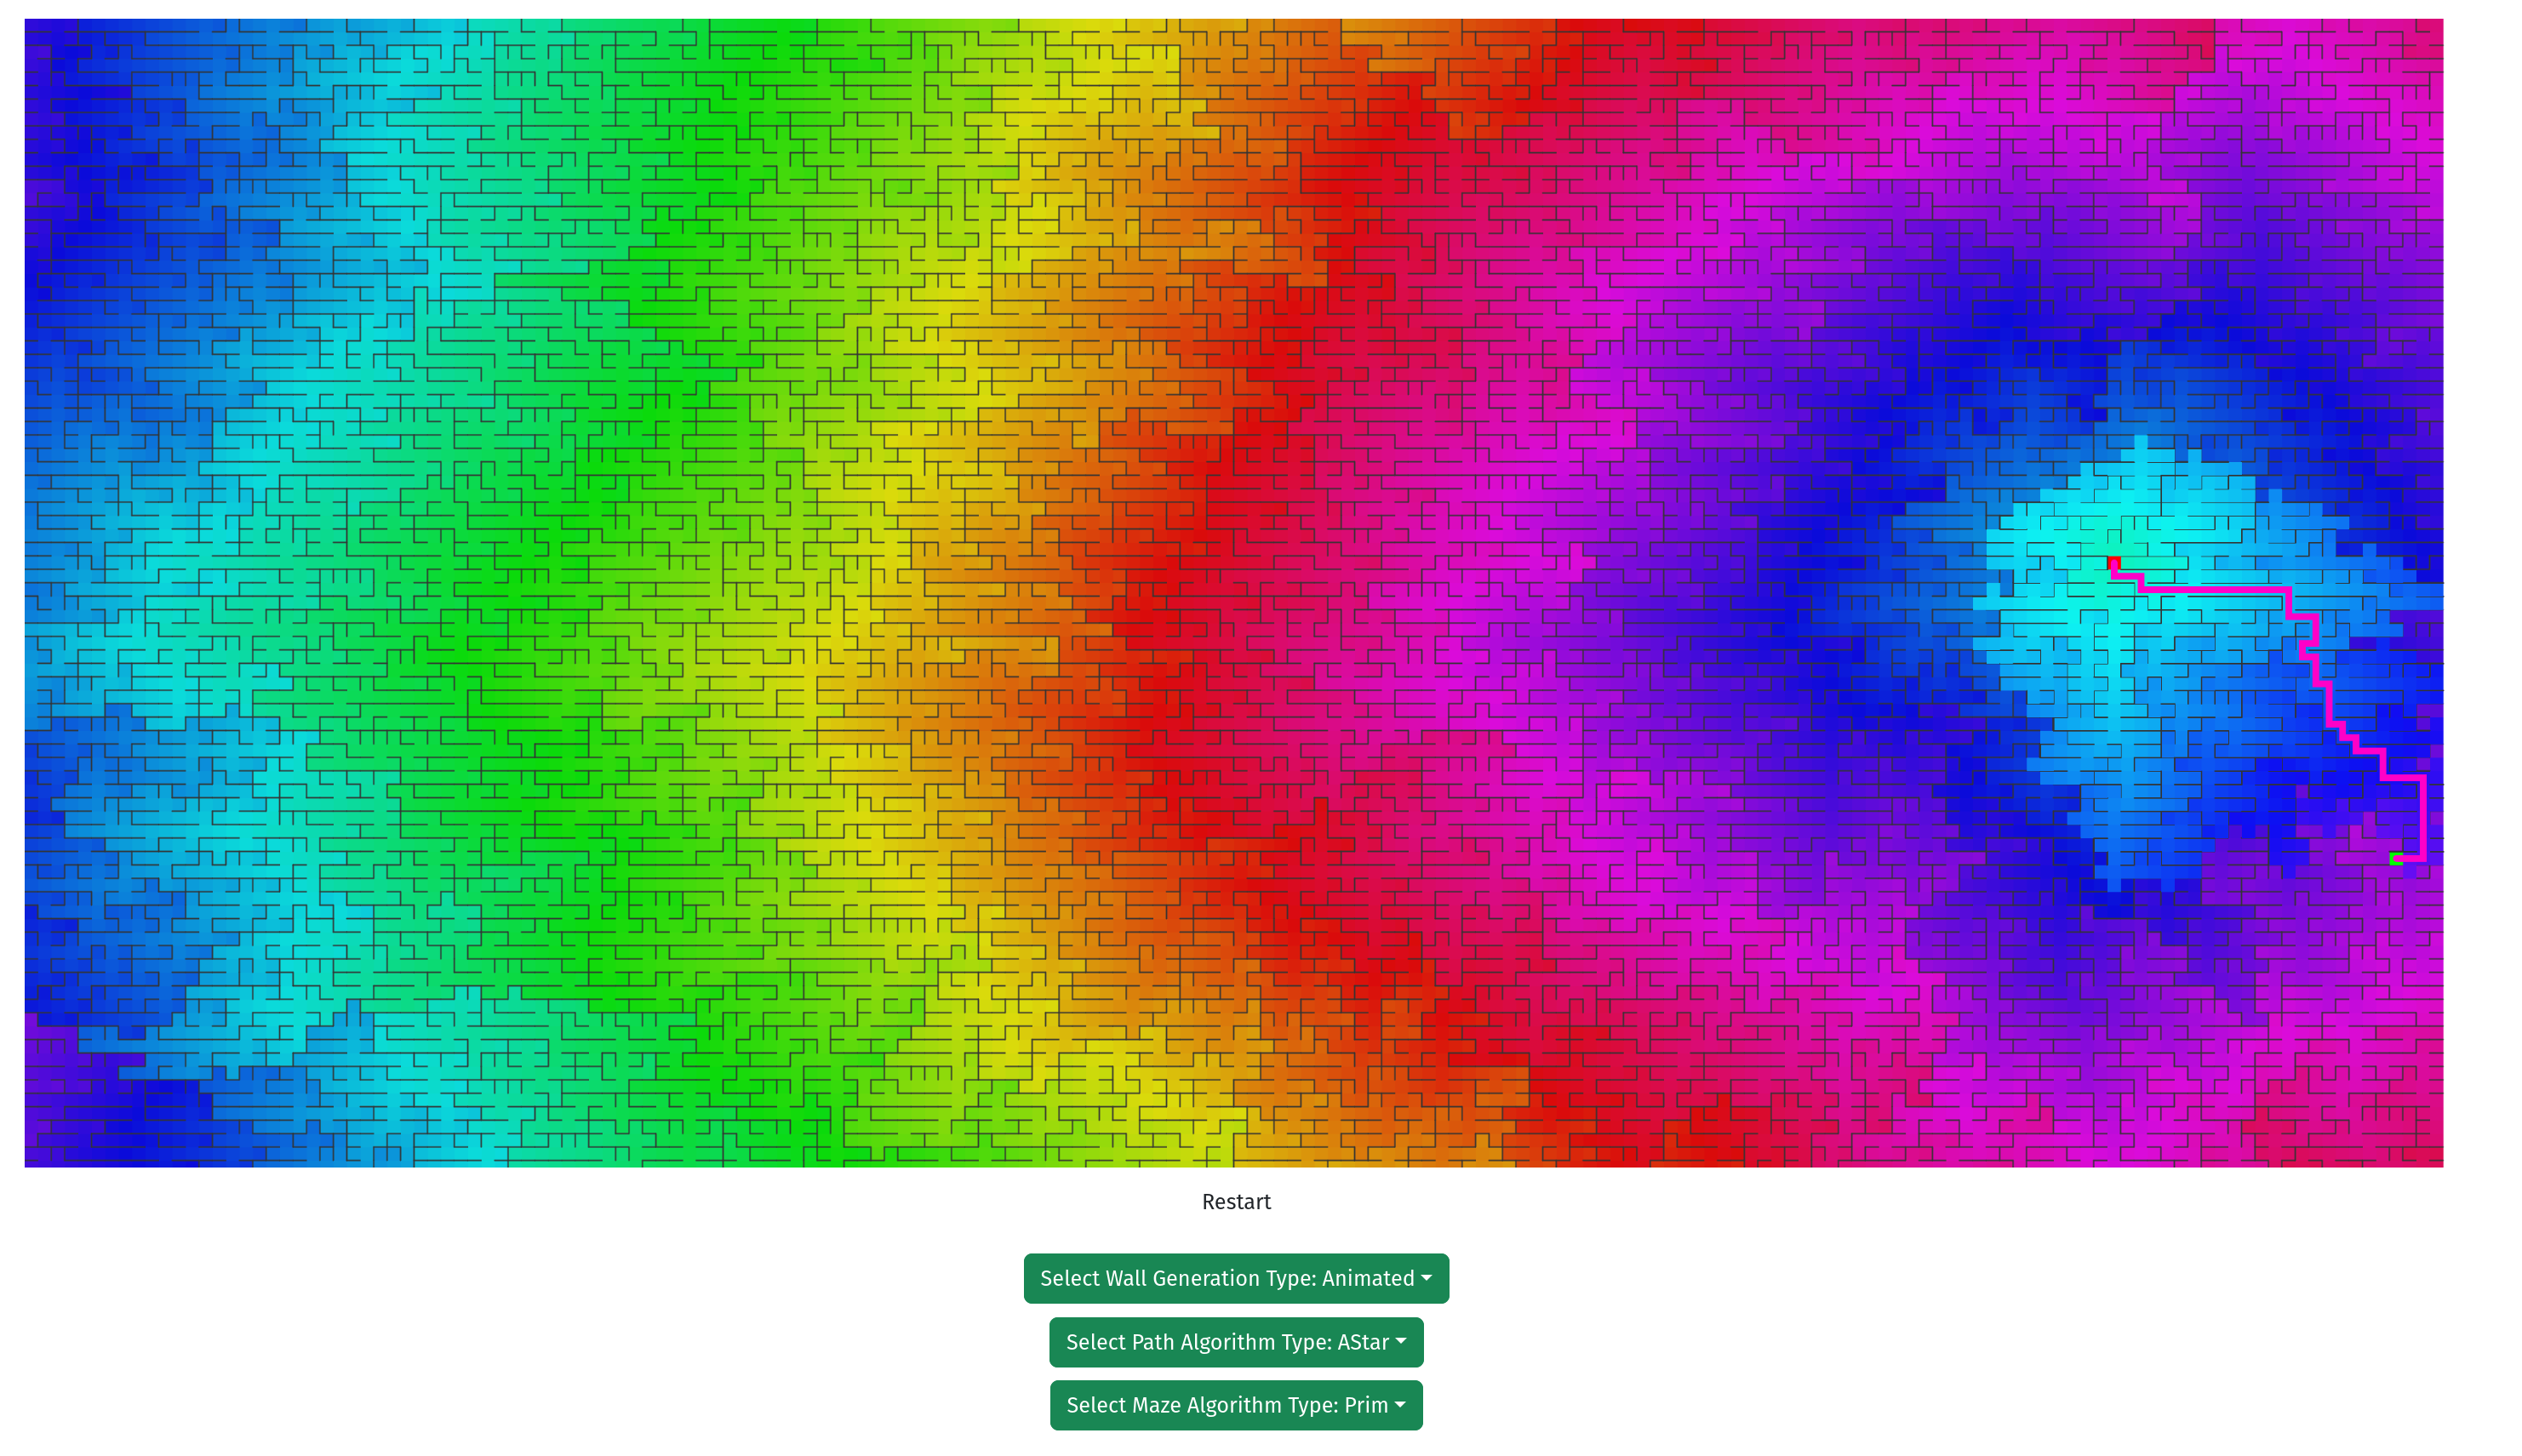 Restart
Select Wall Generation Type: Animated
Select Path Algorithm Type: AStar
Select Maze Algorithm Type: Prim